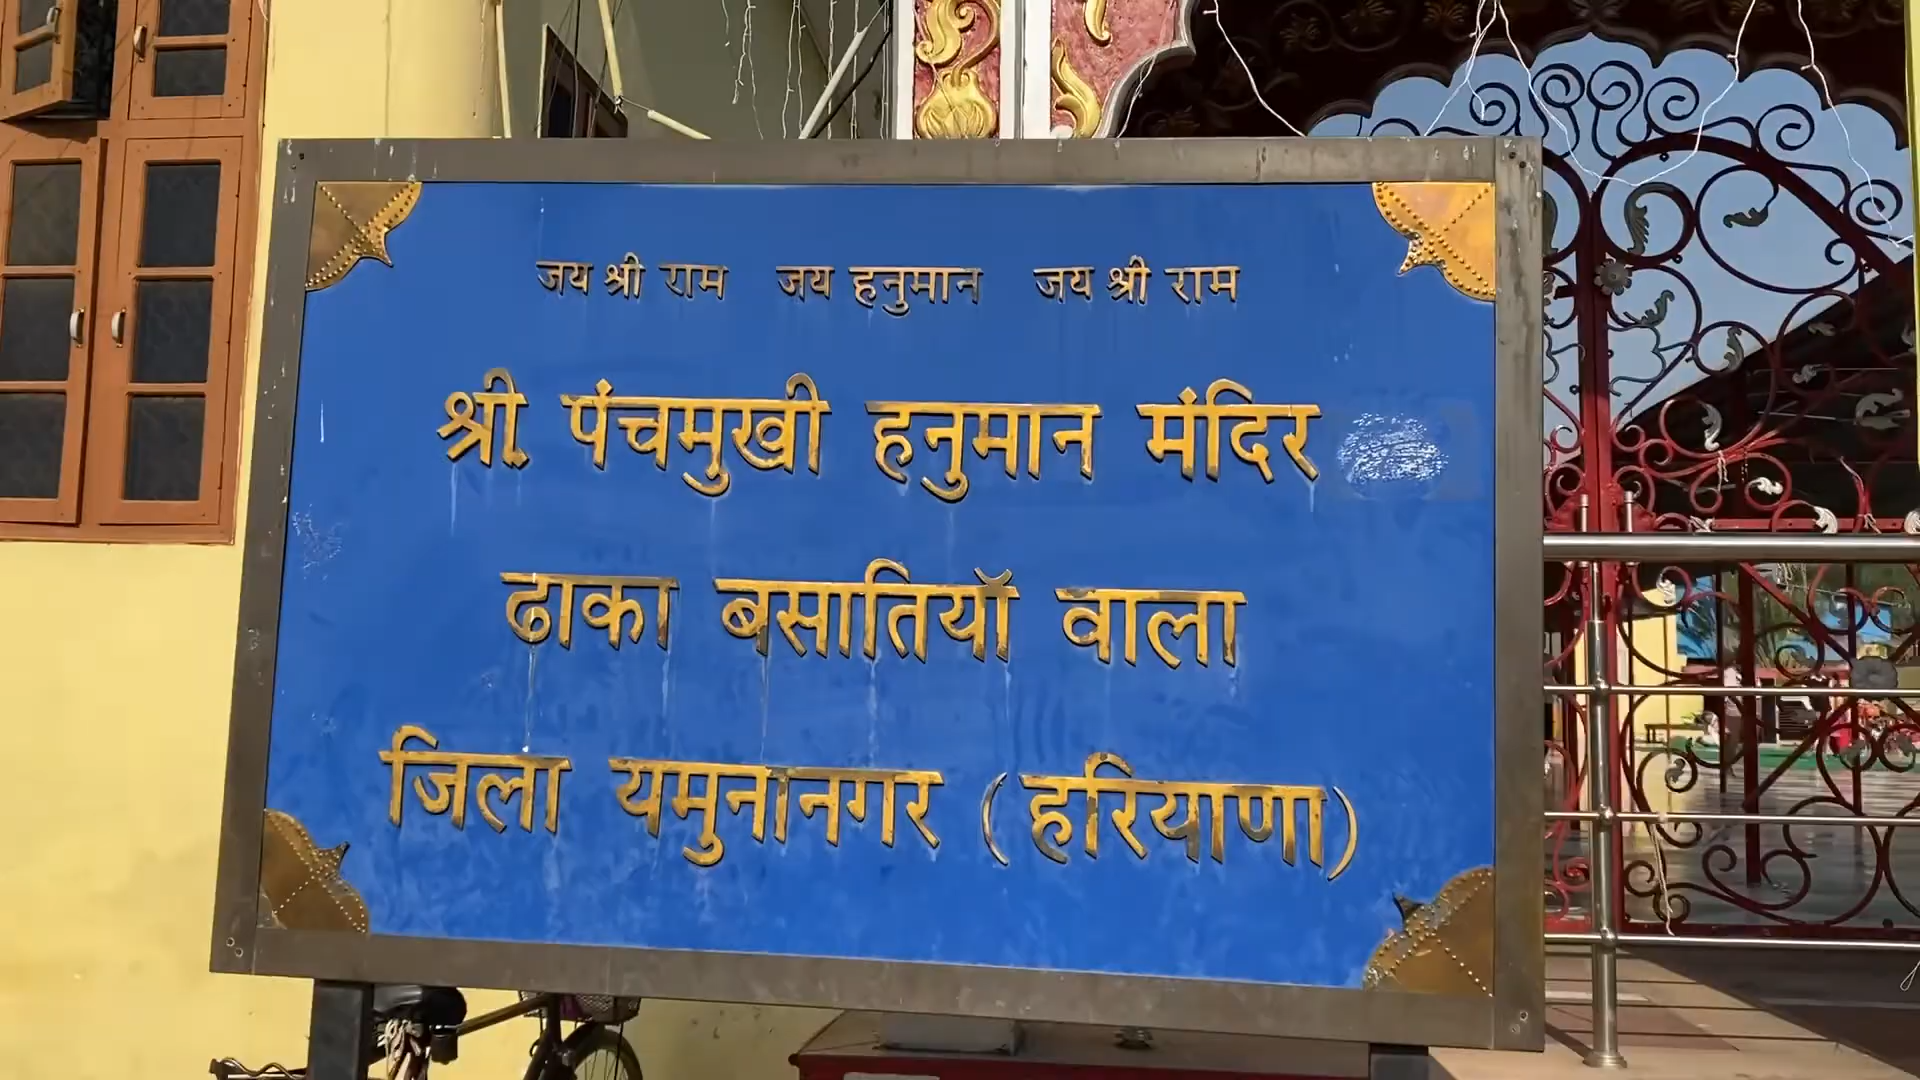 जय श्री राम जय हनुमान जय श्री राम
श्री पंचमुखी हनुमान मंदिर
ढाका बसातियॉ वाला
जिला यमुनानगर (हरियाणा)